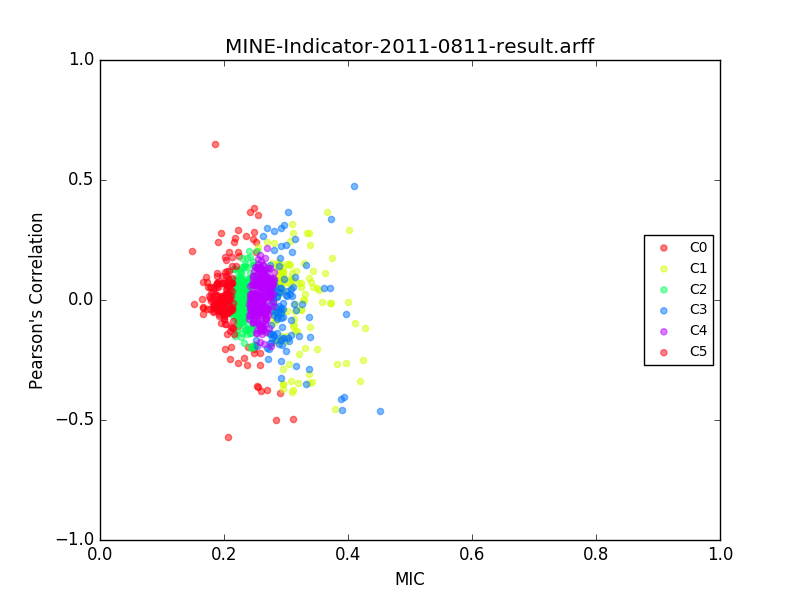 MINE-Indicator-2011-0811-result.arff
1.0
0.5
0.0
−0.5
−1.0
Pearson's Correlation
0.0 0.2 0.4 0.6 0.8 1.0
MIC
C0
C1
C2
C3
C4
C5